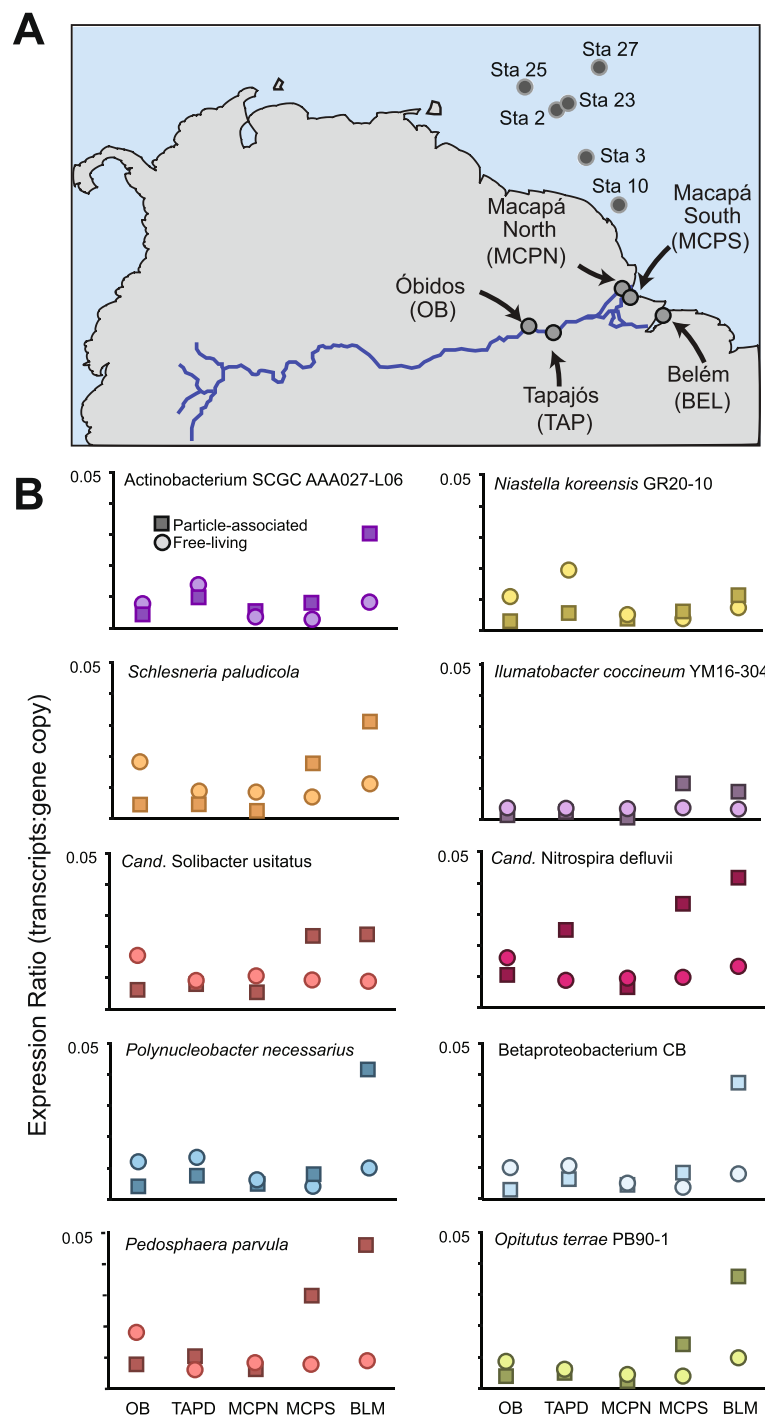 A
Sta 27
Sta 25
Sta 23
Sta 2
Sta 3
Sta 10
Macapá
North
(MCPN)
Macapá
South
(MCPS)
Óbidos
(OB)
Tapajós
(TAP)
Belém
(BEL)
B
Expression Ratio (transcripts:gene copy)
0.05
Actinobacterium SCGC AAA027-L06
Particle-associated
Free-living
0.05
Niastella koreensis GR20-10
0.05
Schlesneria paludicola
0.05
Ilumatobacter coccineum YM16-304
0.05
Cand. Solibacter usitatus
0.05
Cand. Nitrospira defluvii
0.05
Polynucleobacter necessarius
0.05
Betaproteobacterium CB
0.05
Pedosphaera parvula
0.05
Opitutus terrae PB90-1
OB TAPD MCPN MCPS BLM
OB TAPD MCPN MCPS BLM